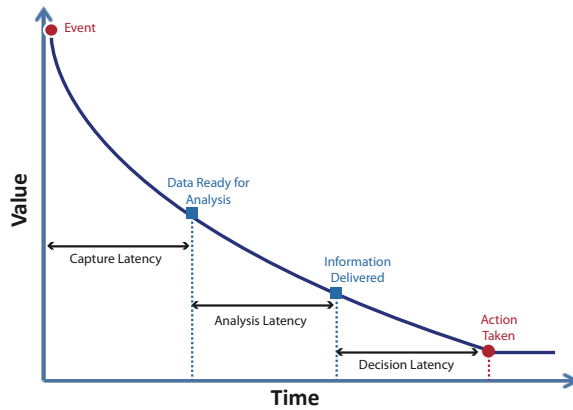 Event
Data Ready for
Analysis
Value
Capture Latency
Information
Delivered
Analysis Latency
Action
Taken
Decision Latency
Time